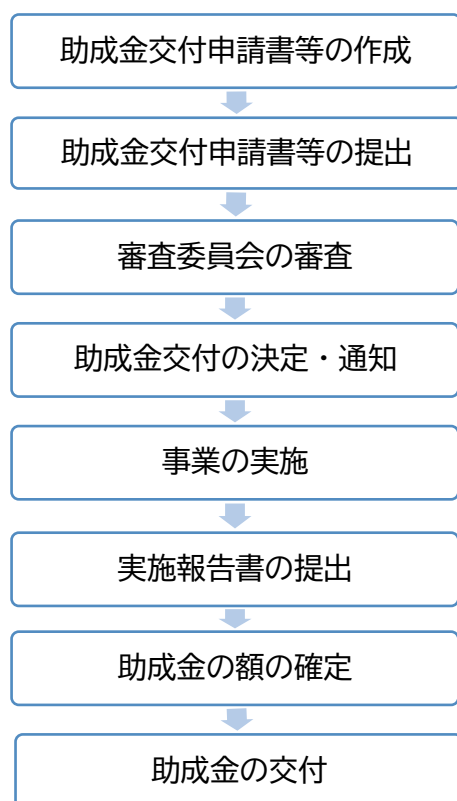 助成金交付申請書等の作成
助成金交付申請書等の提出
審査委員会の審査
助成金交付の決定・通知
事業の実施
実施報告書の提出
助成金の額の確定
助成金の交付